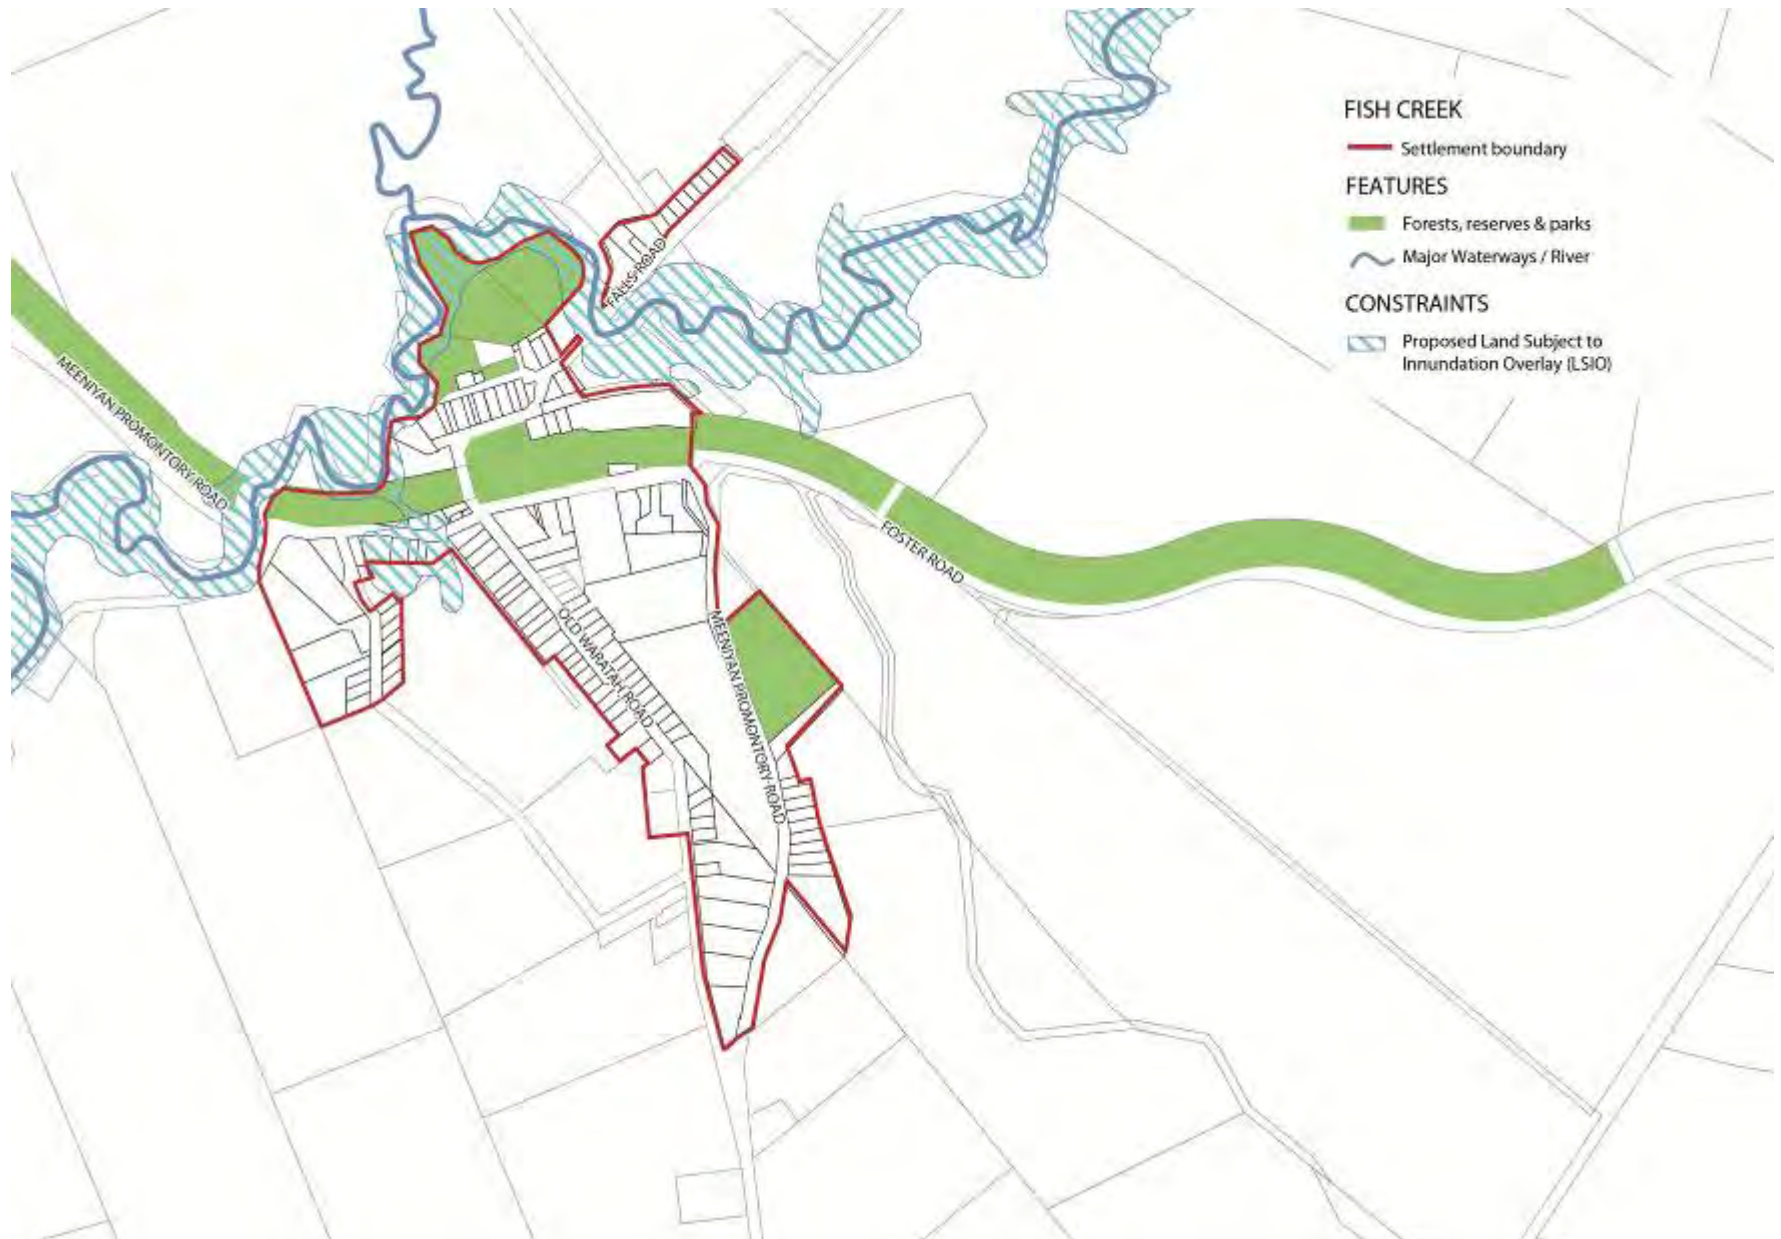 FISH CREEK
Settlement boundary
FEATURES
Forests, reserves & parks
Major Waterways / River
CONSTRAINTS
Proposed Land Subject to
Innundation Overlay (LSIO)
FALLS ROAD
MEENIYAN PROMONTORY ROAD
FOSTER ROAD
OLD WARATAH ROAD
MEENIYAN PROMONTORY ROAD